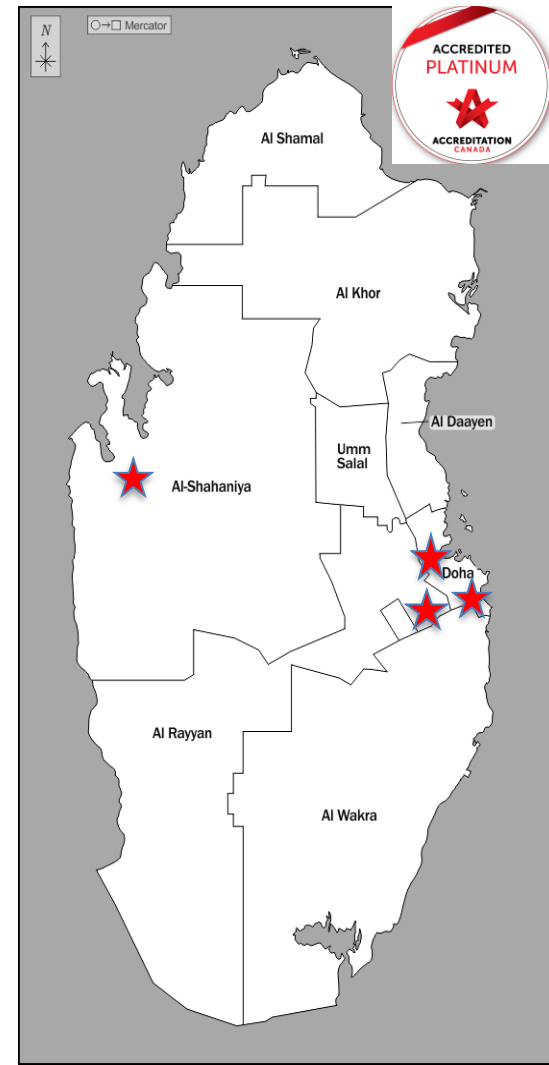 N
Mercator
ACCREDITED
PLATINUM
ACCREDITATION
CANADA
Al Shamal
Al Khor
Al Daayen
Umm
Salal
Al-Shahaniya
Doha
Al Rayyan
Al Wakra